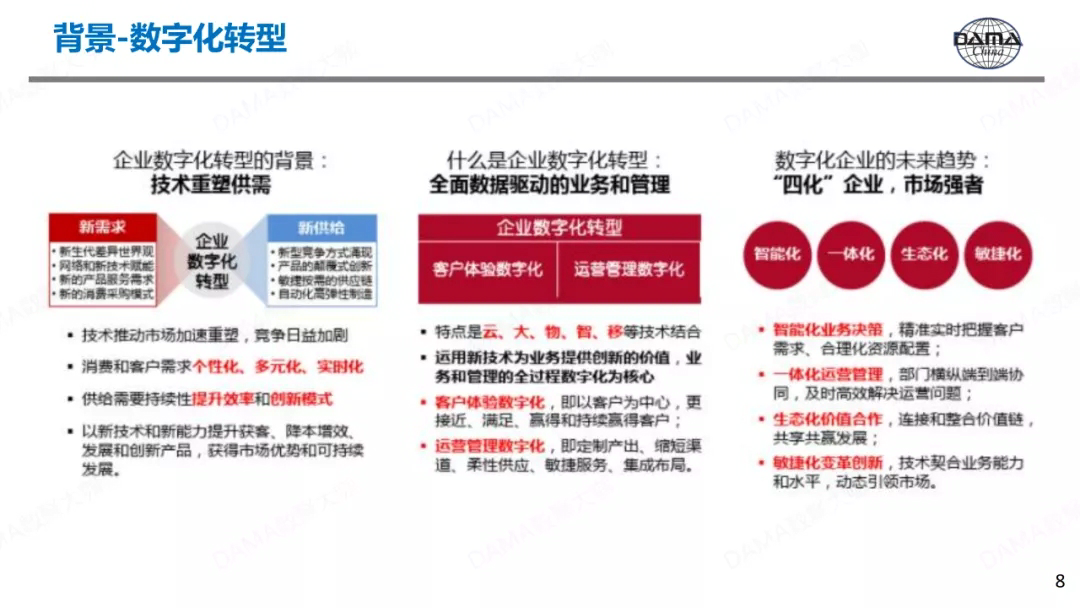 背景-数字化转型
DAMA
China
企业数字化转型的背景：
技术重塑供需
新需求
• 新生代差异世界观
• 网络和新技术赋能
• 新的产品服务需求
• 新的消费采购模式
企业
数字化
转型
新供给
• 新型竞争方式涌现
• 产品的颠覆式创新
• 敏捷按需的供应链
• 自动化高弹性制造
▪ 技术推动市场加速重塑，竞争日益加剧
▪ 消费和客户需求个性化、多元化、实时化
▪ 供给需要持续性提升效率和创新模式
▪ 以新技术和新能力提升获客、降本增效、
发展和创新产品，获得市场优势和可持续
发展。
什么是企业数字化转型：
全面数据驱动的业务和管理
企业数字化转型
客户体验数字化
运营管理数字化
▪ 特点是云、大、物、智、移等技术结合
▪ 运用新技术为业务提供创新的价值，业
务和管理的全过程数字化为核心
▪ 客户体验数字化，即以客户为中心，更
接近、满足、赢得和持续赢得客户；
▪ 运营管理数字化，即定制产出、缩短渠
道、柔性供应、敏捷服务、集成布局。
数字化企业的未来趋势：
“四化”企业，市场强者
智能化
一体化
生态化
敏捷化
• 智能化业务决策，精准实时把握客户
需求、合理化资源配置；
• 一体化运营管理，部门横纵端到端协
同，及时高效解决运营问题；
• 生态化价值合作，连接和整合价值链，
共享共赢发展；
• 敏捷化变革创新，技术契合业务能力
和水平，动态引领市场。
8